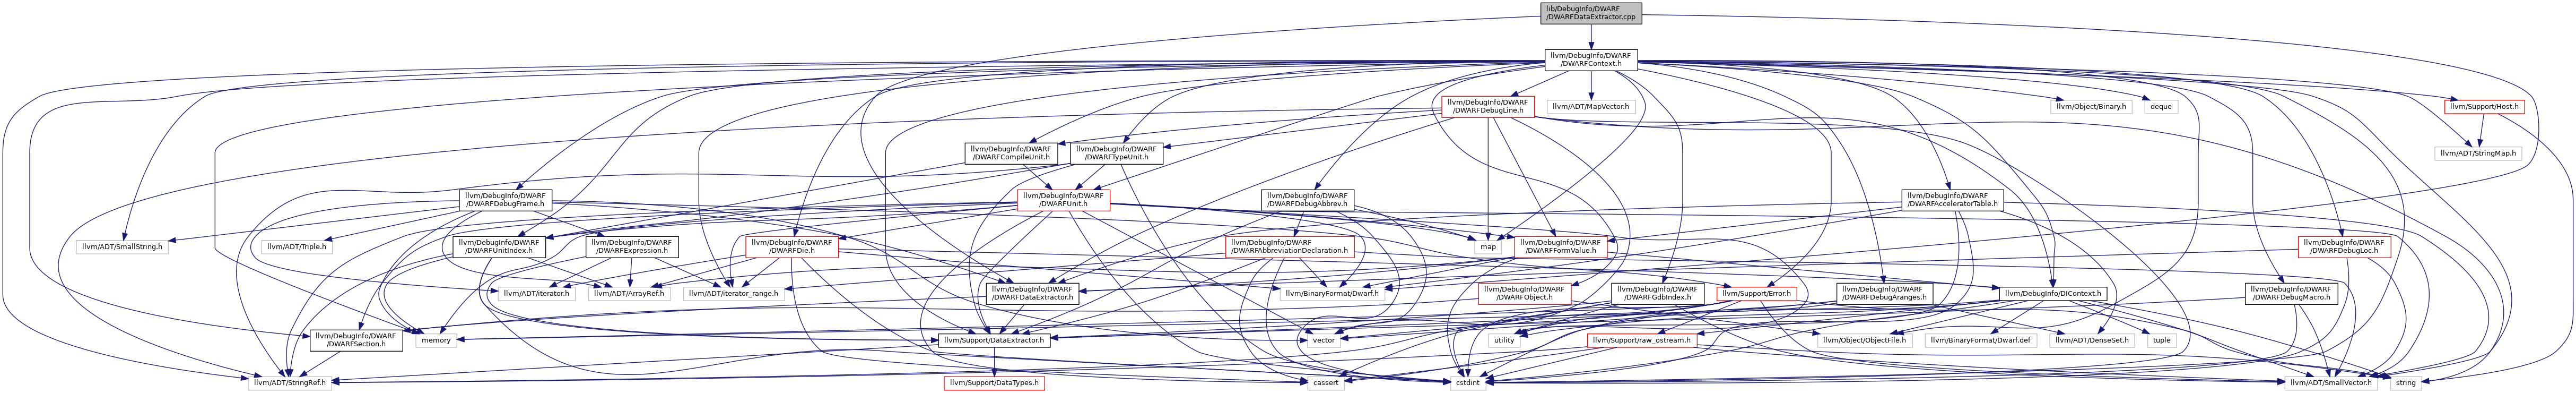 lib/DebugInfo/DWARF
/DWARFDataExtractor.cpp
llvm/DebugInfo/DWARF
/DWARFContext.h
llvm/DebugInfo/DWARF
/DWARFDebugLine.h
llvm/ADT/MapVector.h
llvm/Object/Binary.h
deque
llvm/Support/Host.h
llvm/DebugInfo/DWARF
/DWARFCompileUnit.h
llvm/DebugInfo/DWARF
/DWARFTypeUnit.h
llvm/ADT/StringMap.h
llvm/DebugInfo/DWARF
/DWARFDebugFrame.h
llvm/DebugInfo/DWARF
/DWARFUnit.h
llvm/DebugInfo/DWARF
/DWARFDebugAbbrev.h
llvm/DebugInfo/DWARF
/DWARFAcceleratorTable.h
llvm/ADT/SmallString.h
llvm/ADT/Triple.h
llvm/DebugInfo/DWARF
/DWARFUnitIndex.h
llvm/DebugInfo/DWARF
/DWARFExpression.h
llvm/DebugInfo/DWARF
/DWARFDie.h
llvm/DebugInfo/DWARF
/DWARFAbbreviationDeclaration.h
map
llvm/DebugInfo/DWARF
/DWARFFormValue.h
llvm/DebugInfo/DWARF
/DWARFDebugLoc.h
llvm/ADT/iterator.h
llvm/ADT/ArrayRef.h
llvm/ADT/iterator_range.h
llvm/DebugInfo/DWARF
/DWARFDataExtractor.h
llvm/BinaryFormat/Dwarf.h
llvm/DebugInfo/DWARF
/DWARFObject.h
llvm/DebugInfo/DWARF
/DWARFGdbIndex.h
llvm/Support/Error.h
llvm/DebugInfo/DWARF
/DWARFDebugAranges.h
llvm/DebugInfo/DIContext.h
llvm/DebugInfo/DWARF
/DWARFDebugMacro.h
llvm/DebugInfo/DWARF
/DWARFSection.h
memory
llvm/Support/DataExtractor.h
vector
utility
llvm/Support/raw_ostream.h
llvm/Object/ObjectFile.h
llvm/BinaryFormat/Dwarf.def
llvm/ADT/DenseSet.h
tuple
llvm/ADT/StringRef.h
llvm/Support/DataTypes.h
cassert
cstdint
llvm/ADT/SmallVector.h
string